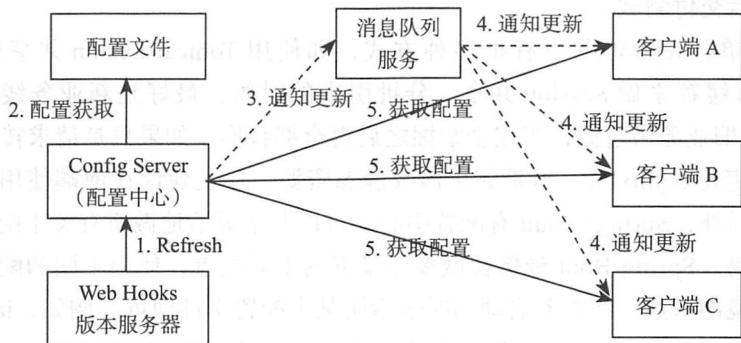 配置文件
消息队列
服务
4. 通知更新
客户端 A
2. 配置获取
3. 通知更新
5. 获取配置
4. 通知更新
Config Server
（配置中心）
5. 获取配置
客户端 B
1. Refresh
5. 获取配置
4. 通知更新
Web Hooks
版本服务器
客户端 C